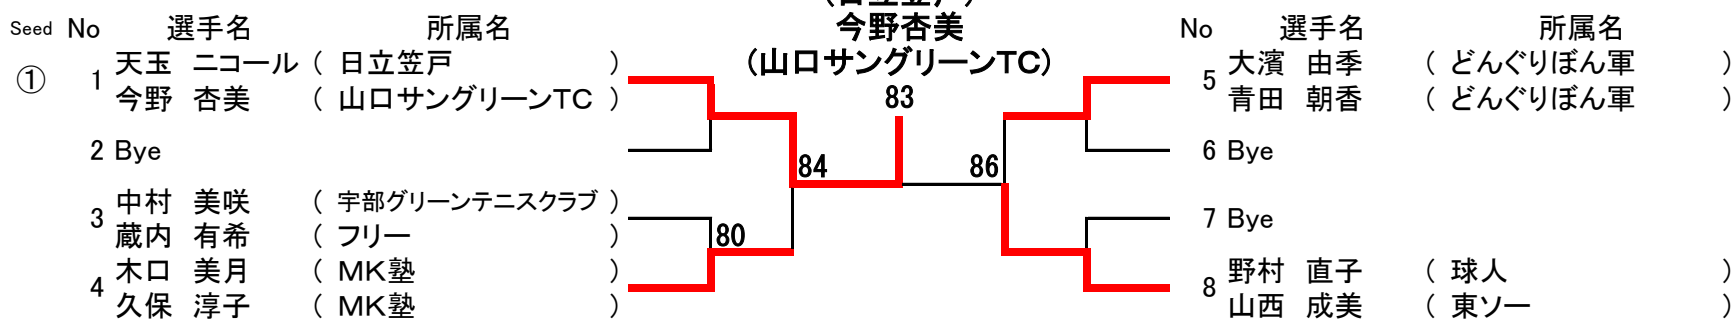 (日立笠戸)
今野杏美
(山口サングリーンTC)
Seed No 選手名 所属名
① 1 天玉 ニコール ( 日立笠戸 )
今野 杏美 ( 山口サングリーンTC )
2 Bye
3 中村 美咲 ( 宇部グリーンテニスクラブ )
蔵内 有希 ( フリー )
4 木口 美月 ( MK塾 )
久保 淳子 ( MK塾 )
84
80
83
86
No 選手名 所属名
5 大濱 由季 ( どんぐりぼん軍 )
青田 朝香 ( どんぐりぼん軍 )
6 Bye
7 Bye
8 野村 直子 ( 球人 )
山西 成美 ( 東ソー )